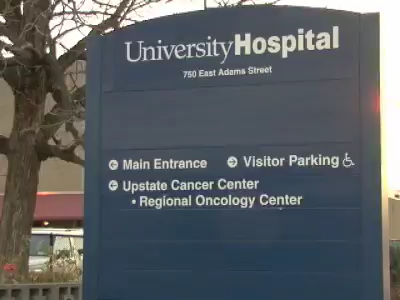 UniversityHospital
750 East Adams Street
Main Entrance Visitor Parking
Upstate Cancer Center
• Regional Oncology Center